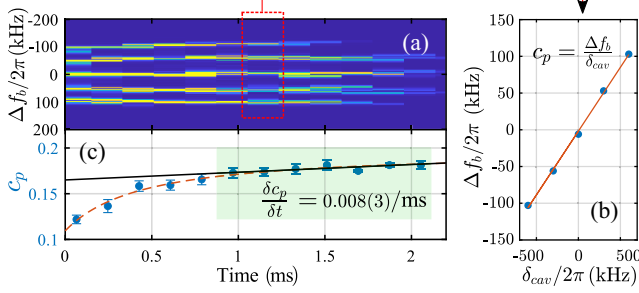 -200
-100
0
100
200
Δf_b/2π (kHz)
(a)
(c)
0.2
0.15
0.1
c_p
δc_p/δt = 0.008(3)/ms
0 0.5 1 1.5 2
Time (ms)
150
100
50
0
-50
-100
-150
Δf_b/2π (kHz)
c_p = Δf_b/δ_cav
(b)
-500 0 500
δ_cav/2π (kHz)